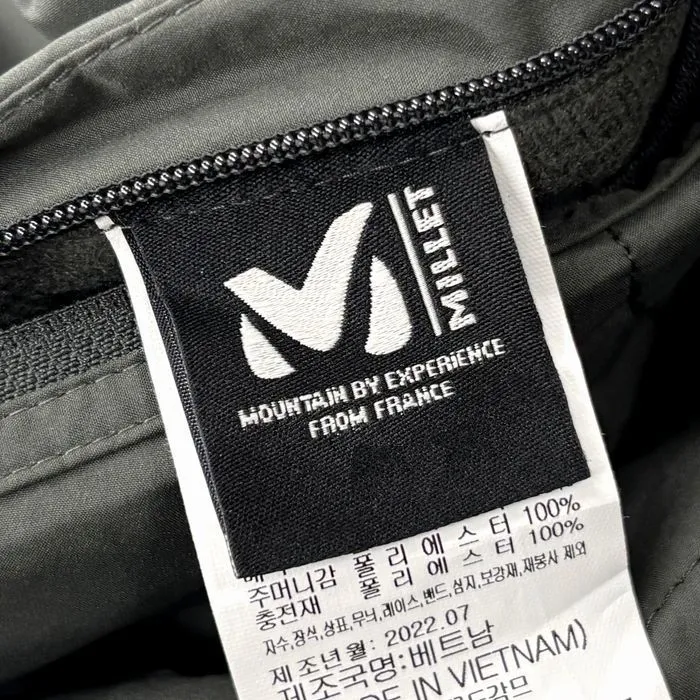 MILLET
MOUNTAIN BY EXPERIENCE
FROM FRANCE
폴리에스터 100%
주머니감 폴리에스터 100%
충전재
자수,장식,상표,무늬,레이스,밴드,심지,보강재,재봉사 제외
제조년월: 2022.07
제조국명:베트남
IN VIETNAM)